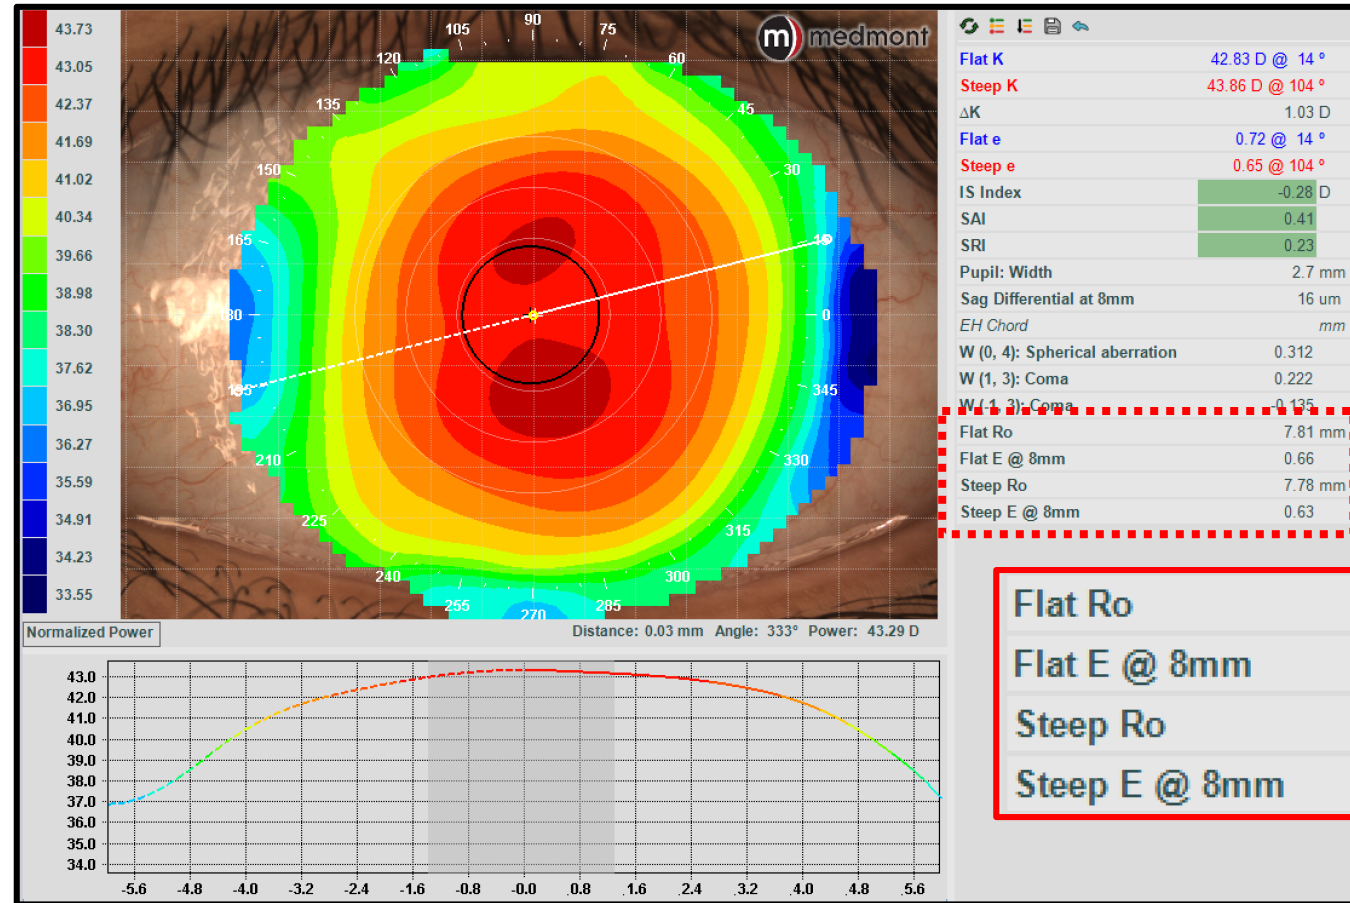 43.73
43.05
42.37
41.69
41.02
40.34
39.66
38.98
38.30
37.62
36.95
36.27
35.59
34.91
34.23
33.55
105
90
75
120
60
135
45
150
30
165
15
180
0
195
345
210
330
225
315
240
300
255
270
285
m medmont
Normalized Power
Distance: 0.03 mm Angle: 333° Power: 43.29 D
43.0
42.0
41.0
40.0
39.0
38.0
37.0
36.0
35.0
34.0
-5.6 -4.8 -4.0 -3.2 -2.4 -1.6 -0.8 -0.0 0.8 1.6 2.4 3.2 4.0 4.8 5.6
Flat K 42.83 D @ 14 °
Steep K 43.86 D @ 104 °
ΔK 1.03 D
Flat e 0.72 @ 14 °
Steep e 0.65 @ 104 °
IS Index -0.28 D
SAI 0.41
SRI 0.23
Pupil: Width 2.7 mm
Sag Differential at 8mm 16 um
EH Chord mm
W (0, 4): Spherical aberration 0.312
W (1, 3): Coma 0.222
W (-1, 3): Coma -0.135
Flat Ro 7.81 mm
Flat E @ 8mm 0.66
Steep Ro 7.78 mm
Steep E @ 8mm 0.63
Flat Ro
Flat E @ 8mm
Steep Ro
Steep E @ 8mm